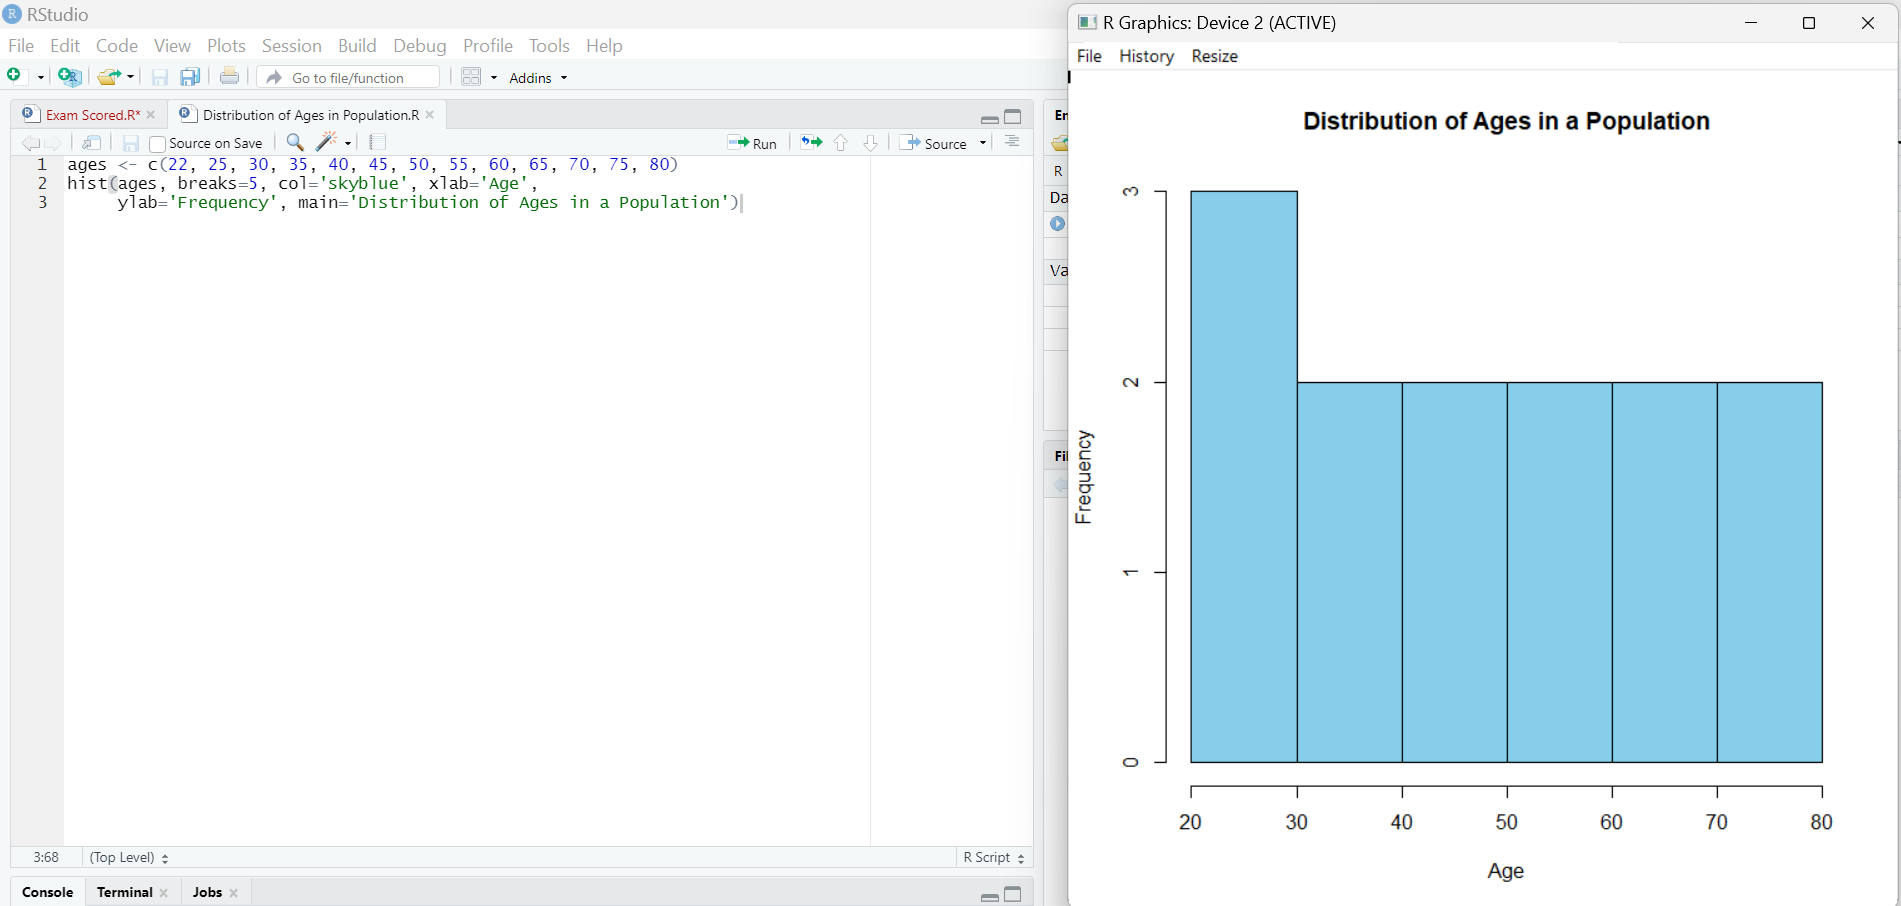 RStudio
File Edit Code View Plots Session Build Debug Profile Tools Help
Go to file/function Addins
Exam Scored.R* Distribution of Ages in Population.R
Source on Save Run Source
1 ages <- c(22, 25, 30, 35, 40, 45, 50, 55, 60, 65, 70, 75, 80)
2 hist(ages, breaks=5, col='skyblue', xlab='Age',
3 ylab='Frequency', main='Distribution of Ages in a Population')
3:68 (Top Level) R Script
Console Terminal Jobs
En
R
Da
Va
Fil
R Graphics: Device 2 (ACTIVE)
File History Resize
Distribution of Ages in a Population
3
2
1
0
Frequency
20 30 40 50 60 70 80
Age